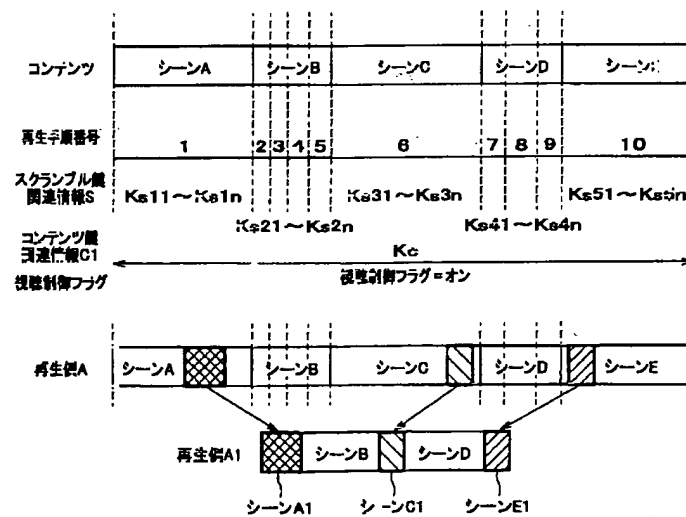 コンテンツ シーンA シーンB シーンC シーンD
再生手順番号 1 2 3 4 5 6 7 8 9 10
スクランブル鍵
関連情報S Ks11～Ks1n Ks31～Ks3n Ks51～Ks5n
Ks21～Ks2n Ks41～Ks4n
コンテンツ鍵
関連情報C1 Kc
視聴制御フラグ 視聴制御フラグ=オン
再生例A シーンA シーンB シーンC シーンD シーンE
再生例A1 シーンB シーンD
シーンA1 シーンC1 シーンE1